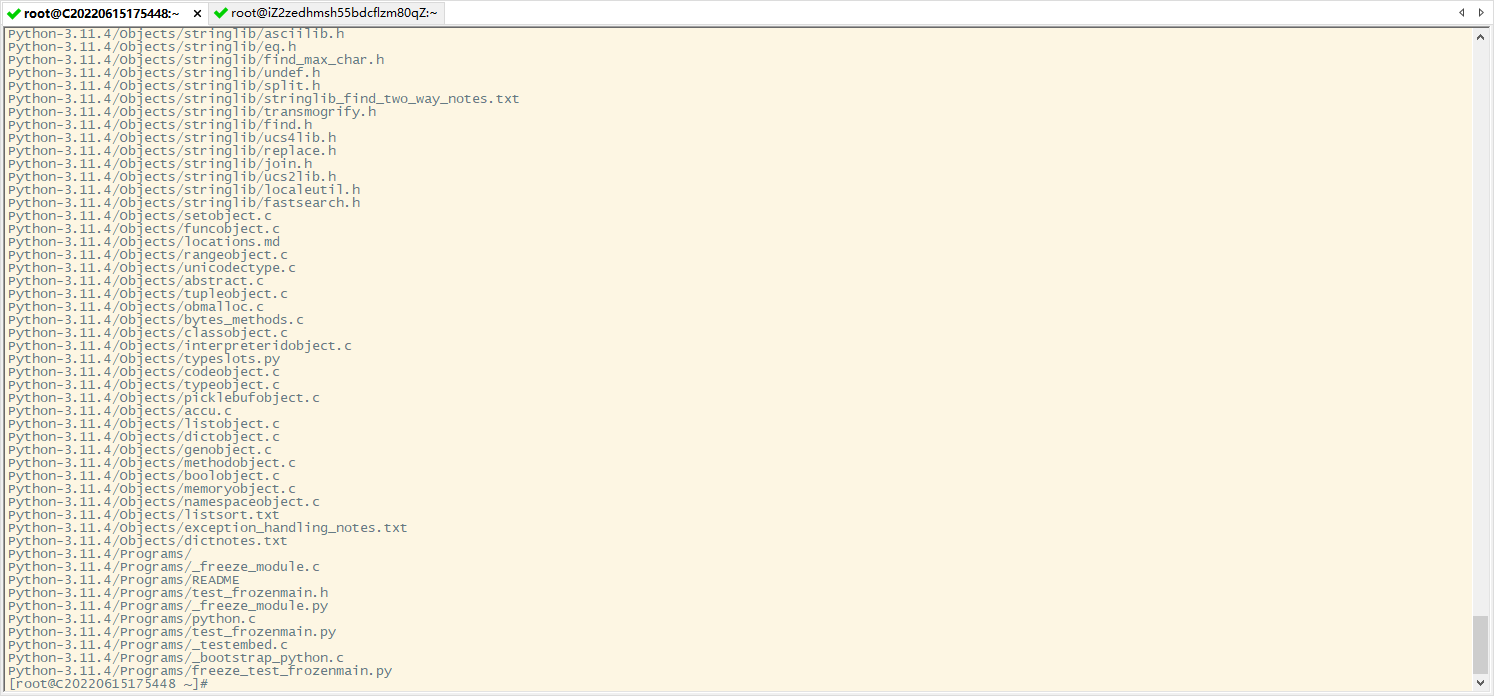 root@C20220615175448:~ × root@iZ2zedhmsh55bdcflzm80qZ:~
Python-3.11.4/Objects/stringlib/asciilib.h
Python-3.11.4/Objects/stringlib/eq.h
Python-3.11.4/Objects/stringlib/find_max_char.h
Python-3.11.4/Objects/stringlib/undef.h
Python-3.11.4/Objects/stringlib/split.h
Python-3.11.4/Objects/stringlib/stringlib_find_two_way_notes.txt
Python-3.11.4/Objects/stringlib/transmogrify.h
Python-3.11.4/Objects/stringlib/find.h
Python-3.11.4/Objects/stringlib/ucs4lib.h
Python-3.11.4/Objects/stringlib/replace.h
Python-3.11.4/Objects/stringlib/join.h
Python-3.11.4/Objects/stringlib/ucs2lib.h
Python-3.11.4/Objects/stringlib/localeutil.h
Python-3.11.4/Objects/stringlib/fastsearch.h
Python-3.11.4/Objects/setobject.c
Python-3.11.4/Objects/funcobject.c
Python-3.11.4/Objects/locations.md
Python-3.11.4/Objects/rangeobject.c
Python-3.11.4/Objects/unicodectype.c
Python-3.11.4/Objects/abstract.c
Python-3.11.4/Objects/tupleobject.c
Python-3.11.4/Objects/obmalloc.c
Python-3.11.4/Objects/bytes_methods.c
Python-3.11.4/Objects/classobject.c
Python-3.11.4/Objects/interpreteridobject.c
Python-3.11.4/Objects/typeslots.py
Python-3.11.4/Objects/codeobject.c
Python-3.11.4/Objects/typeobject.c
Python-3.11.4/Objects/picklebufobject.c
Python-3.11.4/Objects/accu.c
Python-3.11.4/Objects/listobject.c
Python-3.11.4/Objects/dictobject.c
Python-3.11.4/Objects/genobject.c
Python-3.11.4/Objects/methodobject.c
Python-3.11.4/Objects/boolobject.c
Python-3.11.4/Objects/memoryobject.c
Python-3.11.4/Objects/namespaceobject.c
Python-3.11.4/Objects/listsort.txt
Python-3.11.4/Objects/exception_handling_notes.txt
Python-3.11.4/Objects/dictnotes.txt
Python-3.11.4/Programs/
Python-3.11.4/Programs/_freeze_module.c
Python-3.11.4/Programs/README
Python-3.11.4/Programs/test_frozenmain.h
Python-3.11.4/Programs/_freeze_module.py
Python-3.11.4/Programs/python.c
Python-3.11.4/Programs/test_frozenmain.py
Python-3.11.4/Programs/_testembed.c
Python-3.11.4/Programs/_bootstrap_python.c
Python-3.11.4/Programs/freeze_test_frozenmain.py
[root@C20220615175448 ~]#